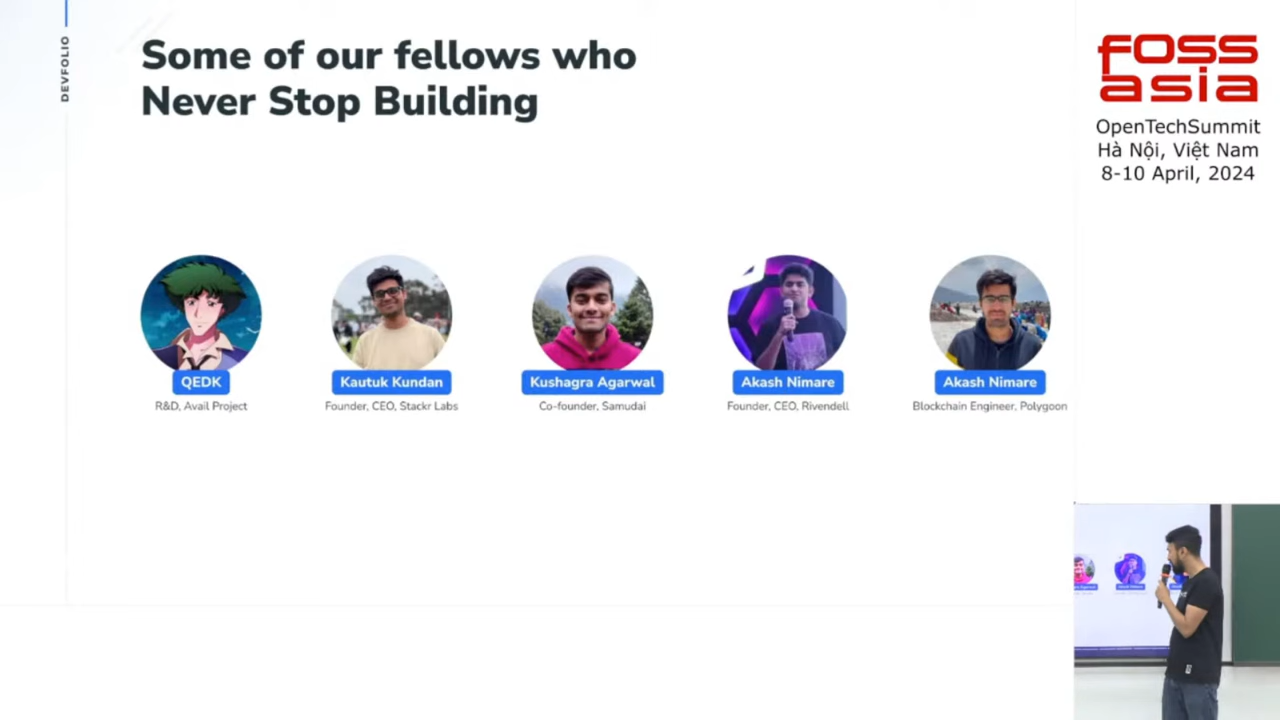 DEVFOLIO
Some of our fellows who
Never Stop Building
QEDK
R&D, Avail Project
Kautuk Kundan
Founder, CEO, Stackr Labs
Kushagra Agarwal
Co-founder, Samudai
Akash Nimare
Founder, CEO, Rivendell
Akash Nimare
Blockchain Engineer, Polygoon
FOSS
asia
OpenTechSummit
Hà Nội, Việt Nam
8-10 April, 2024